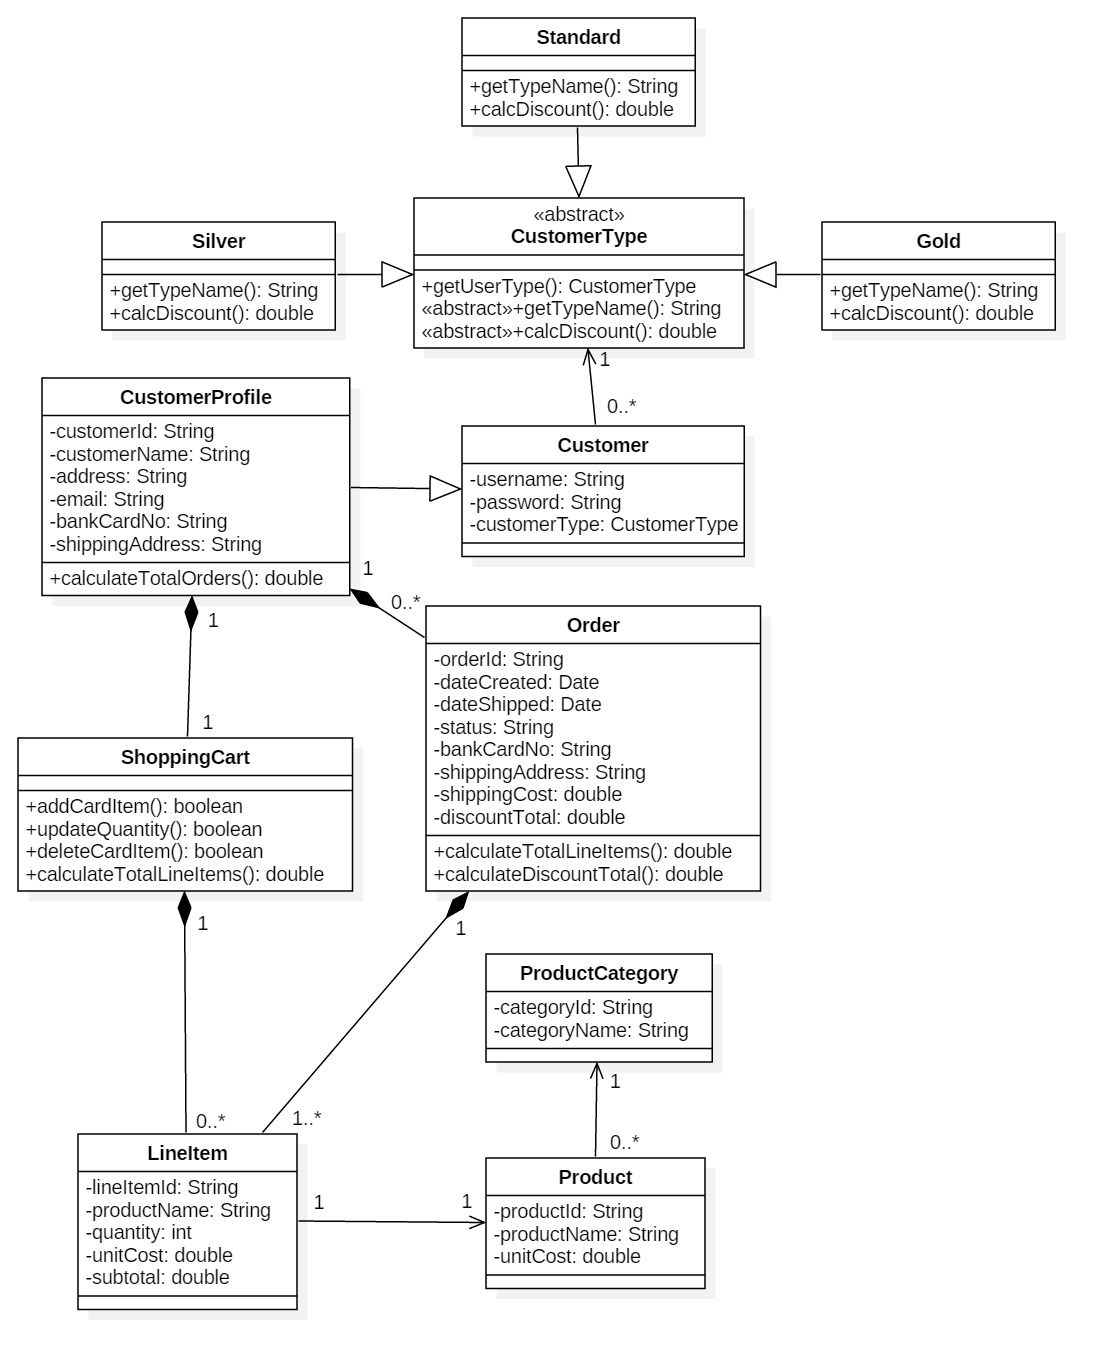 Standard
+getTypeName(): String
+calcDiscount(): double
«abstract»
CustomerType
+getUserType(): CustomerType
«abstract»+getTypeName(): String
«abstract»+calcDiscount(): double
Silver
+getTypeName(): String
+calcDiscount(): double
Gold
+getTypeName(): String
+calcDiscount(): double
1
0..*
CustomerProfile
-customerId: String
-customerName: String
-address: String
-email: String
-bankCardNo: String
-shippingAddress: String
+calculateTotalOrders(): double
Customer
-username: String
-password: String
-customerType: CustomerType
1
0..*
1
1
Order
-orderId: String
-dateCreated: Date
-dateShipped: Date
-status: String
-bankCardNo: String
-shippingAddress: String
-shippingCost: double
-discountTotal: double
+calculateTotalLineItems(): double
+calculateDiscountTotal(): double
ShoppingCart
+addCardItem(): boolean
+updateQuantity(): boolean
+deleteCardItem(): boolean
+calculateTotalLineItems(): double
1
0..*
1
1..*
ProductCategory
-categoryId: String
-categoryName: String
1
0..*
LineItem
-lineItemId: String
-productName: String
-quantity: int
-unitCost: double
-subtotal: double
1
1
Product
-productId: String
-productName: String
-unitCost: double